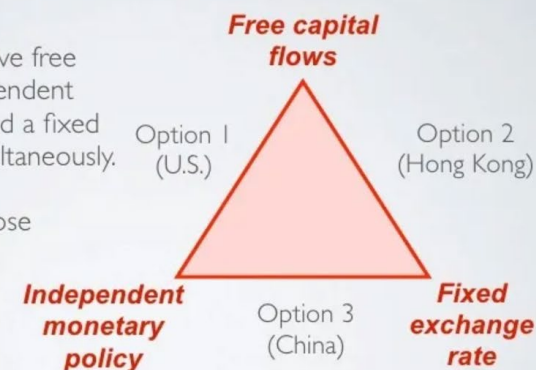 Free capital
flows
ve free
endent
d a fixed
ltaneously.
ose
Option 1
(U.S.)
Option 2
(Hong Kong)
Independent
monetary
policy
Option 3
(China)
Fixed
exchange
rate